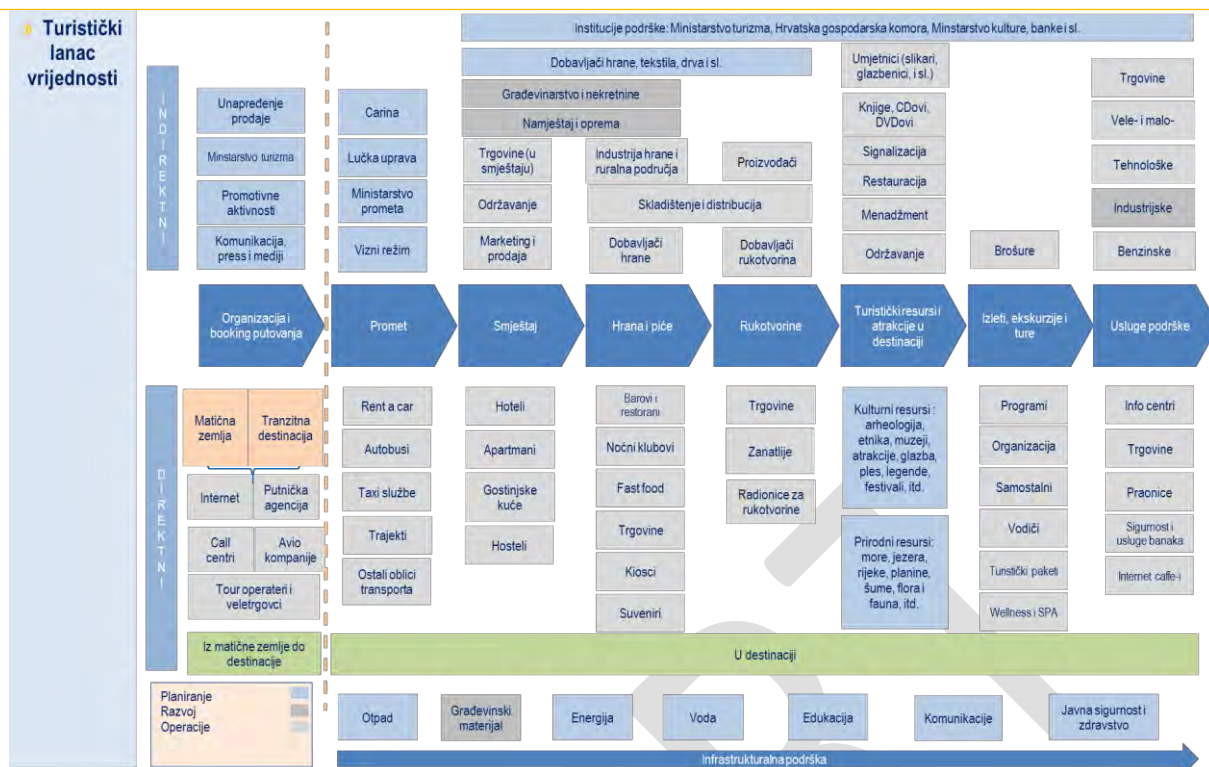 Turistički
lanac
vrijednosti
INDIREKTNI
Institucije podrške: Ministarstvo turizma, Hrvatska gospodarska komora, Minstarstvo kulture, banke i sl.
Dobavljači hrane, tekstila, drva i sl.
Građevinarstvo i nekretnine
Namještaj i oprema
Unapređenje
prodaje
Minstarstvo turizma
Promotivne
aktivnosti
Komunikacija,
press i mediji
Carina
Lučka uprava
Ministarstvo
prometa
Vizni režim
Trgovine (u
smještaju)
Održavanje
Marketing i
prodaja
Industrija hrane i
ruralna područja
Proizvođači
Skladištenje i distribucija
Dobavljači
hrane
Dobavljači
rukotvorina
Umjetnici (slikari,
glazbenici, i sl.)
Knjige, CDovi,
DVDovi
Signalizacija
Restauracija
Menadžment
Održavanje
Brošure
Trgovine
Vele- i malo-
Tehnološke
Industrijske
Benzinske
Organizacija i
booking putovanja
Promet
Smještaj
Hrana i piće
Rukotvorine
Turistički resursi i
atrakcije u
destinaciji
Izleti, ekskurzije i
ture
Usluge podrške
DIREKTNI
Matična
zemlja
Tranzitna
destinacija
Internet
Putnička
agencija
Call
centri
Avio
kompanije
Tour operateri i
veletrgovci
Rent a car
Autobusi
Taxi službe
Trajekti
Ostali oblici
transporta
Hoteli
Apartmani
Gostinjske
kuće
Hosteli
Barovi i
restorani
Noćni klubovi
Fast food
Trgovine
Kiosci
Suveniri
Trgovine
Zanatlije
Radionice za
rukotvorine
Kulturni resursi :
arheologija,
etnika, muzeji,
atrakcije, glazba,
ples, legende,
festivali, itd.
Prirodni resursi:
more, jezera,
rijeke, planine,
šume, flora i
fauna, itd.
Programi
Organizacija
Samostalni
Vodiči
Turistički paketi
Wellness i SPA
Info centri
Trgovine
Praonice
Sigurnost i
usluge banaka
Internet caffe-i
Iz matične zemlje do
destinacije
U destinaciji
Planiranje
Razvoj
Operacije
Otpad
Građevinski
materijal
Energija
Voda
Edukacija
Komunikacije
Javna sigurnost i
zdravstvo
Infrastrukturalna podrška